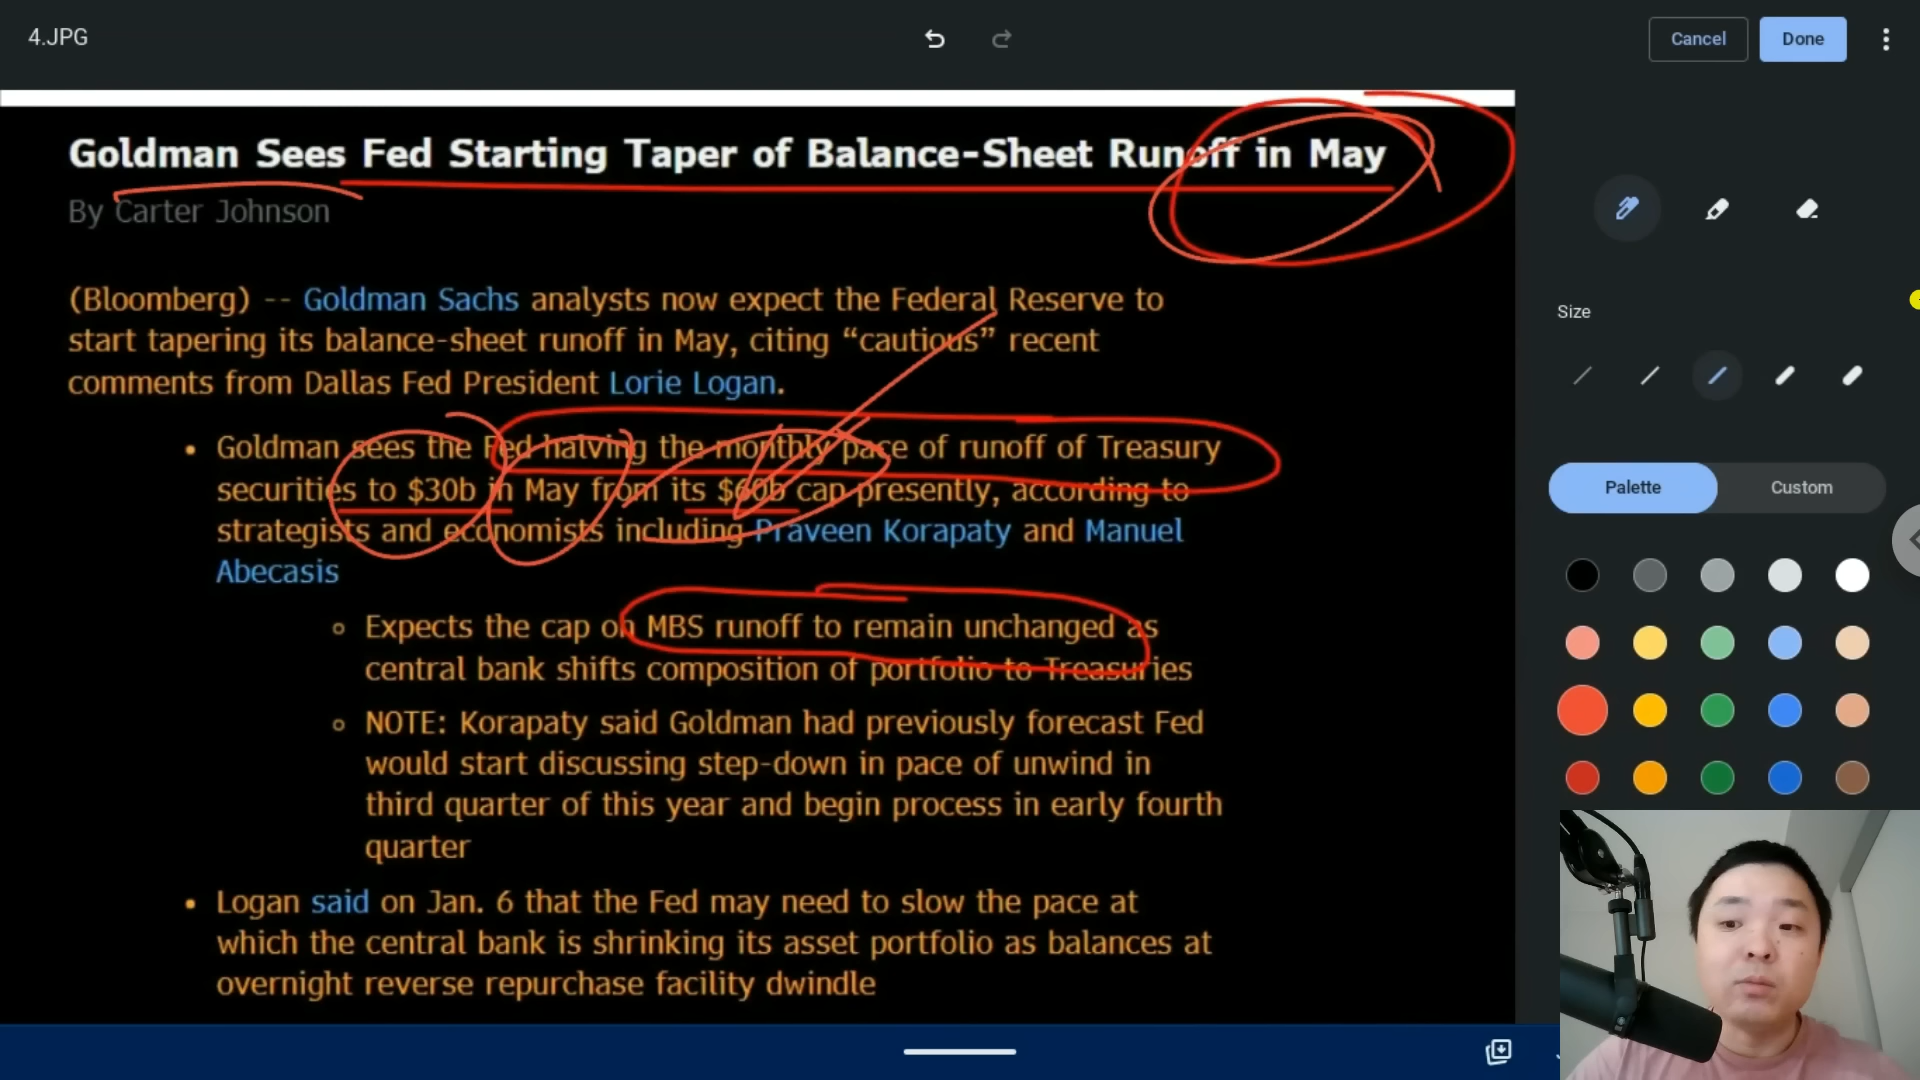 4.JPG
Cancel
Done
Goldman Sees Fed Starting Taper of Balance-Sheet Runoff in May
By Carter Johnson
(Bloomberg) -- Goldman Sachs analysts now expect the Federal Reserve to
start tapering its balance-sheet runoff in May, citing “cautious” recent
comments from Dallas Fed President Lorie Logan.
• Goldman sees the Fed halving the monthly pace of runoff of Treasury
securities to $30b in May from its $60b cap presently, according to
strategists and economists including Praveen Korapaty and Manuel
Abecasis
Expects the cap on MBS runoff to remain unchanged as
central bank shifts composition of portfolio to Treasuries
NOTE: Korapaty said Goldman had previously forecast Fed
would start discussing step-down in pace of unwind in
third quarter of this year and begin process in early fourth
quarter
• Logan said on Jan. 6 that the Fed may need to slow the pace at
which the central bank is shrinking its asset portfolio as balances at
overnight reverse repurchase facility dwindle
Size
Palette
Custom